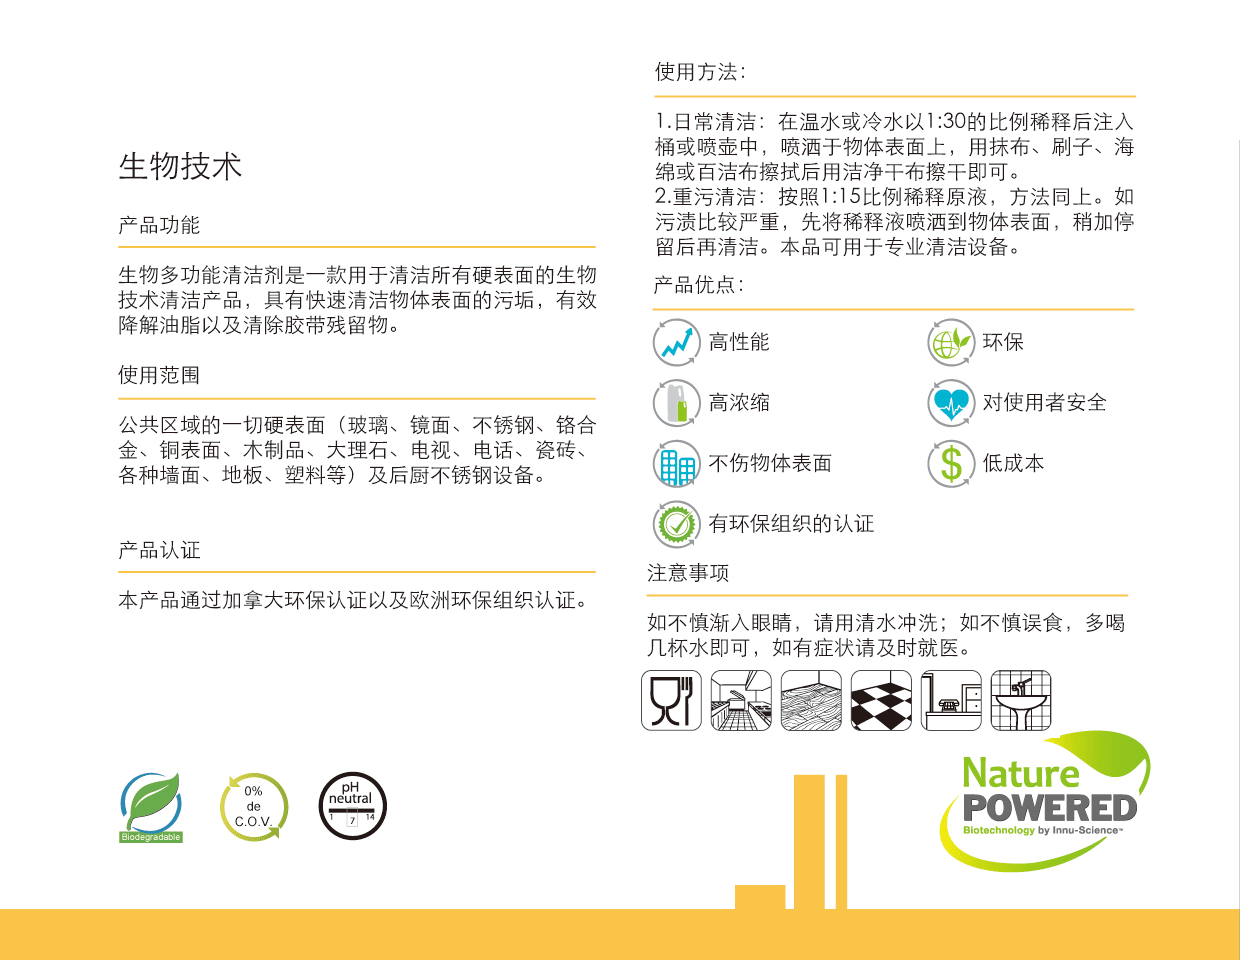 生物技术
产品功能
生物多功能清洁剂是一款用于清洁所有硬表面的生物
技术清洁产品，具有快速清洁物体表面的污垢，有效
降解油脂以及清除胶带残留物。
使用范围
公共区域的一切硬表面（玻璃、镜面、不锈钢、铬合
金、铜表面、木制品、大理石、电视、电话、瓷砖、
各种墙面、地板、塑料等）及后厨不锈钢设备。
产品认证
本产品通过加拿大环保认证以及欧洲环保组织认证。
Biodegradable
0%
de
C.O.V.
pH
neutral
1 7 14
使用方法：
1.日常清洁：在温水或冷水以1:30的比例稀释后注入
桶或喷壶中，喷洒于物体表面上，用抹布、刷子、海
绵或百洁布擦拭后用洁净干布擦干即可。
2.重污清洁：按照1:15比例稀释原液，方法同上。如
污渍比较严重，先将稀释液喷洒到物体表面，稍加停
留后再清洁。本品可用于专业清洁设备。
产品优点：
高性能
环保
高浓缩
对使用者安全
不伤物体表面
$
低成本
有环保组织的认证
注意事项
如不慎渐入眼睛，请用清水冲洗；如不慎误食，多喝
几杯水即可，如有症状请及时就医。
Nature
POWERED
Biotechnology by Innu-Science™